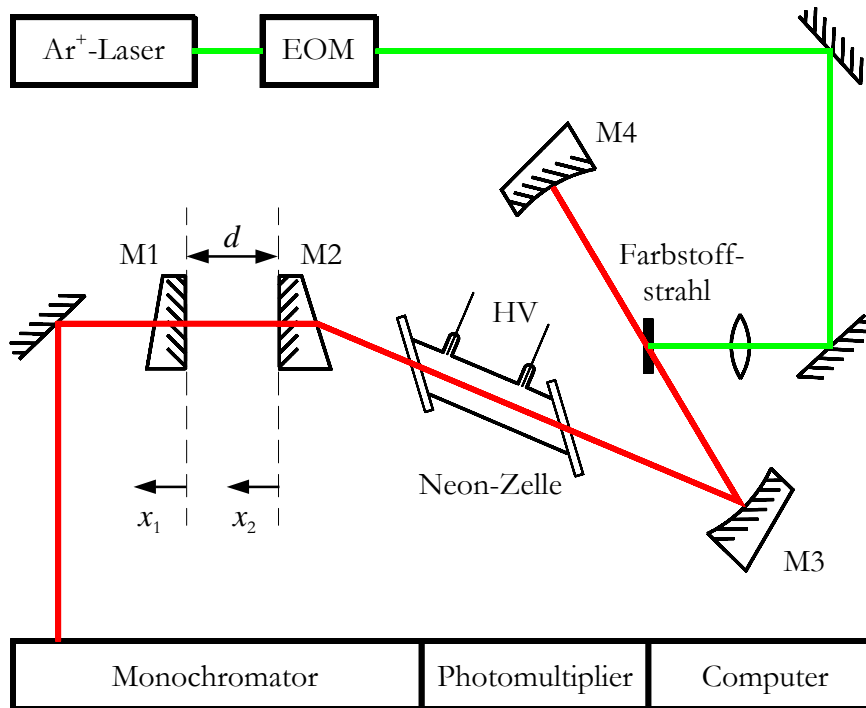 Ar⁺-Laser
EOM
M4
Farbstoff-
strahl
M1
d
M2
HV
Neon-Zelle
x₁
x₂
M3
Monochromator
Photomultiplier
Computer